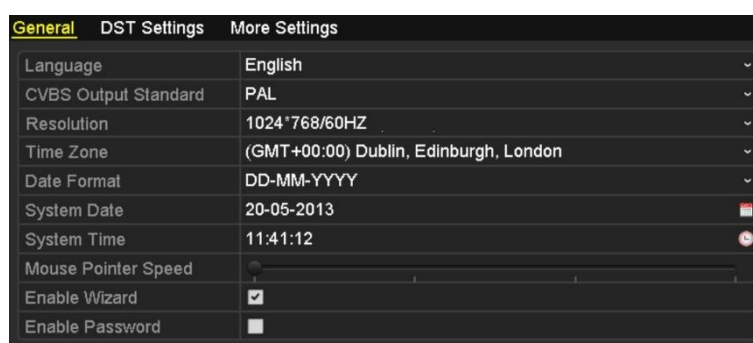 General DST Settings More Settings
Language English
CVBS Output Standard PAL
Resolution 1024*768/60HZ
Time Zone (GMT+00:00) Dublin, Edinburgh, London
Date Format DD-MM-YYYY
System Date 20-05-2013
System Time 11:41:12
Mouse Pointer Speed
Enable Wizard
Enable Password